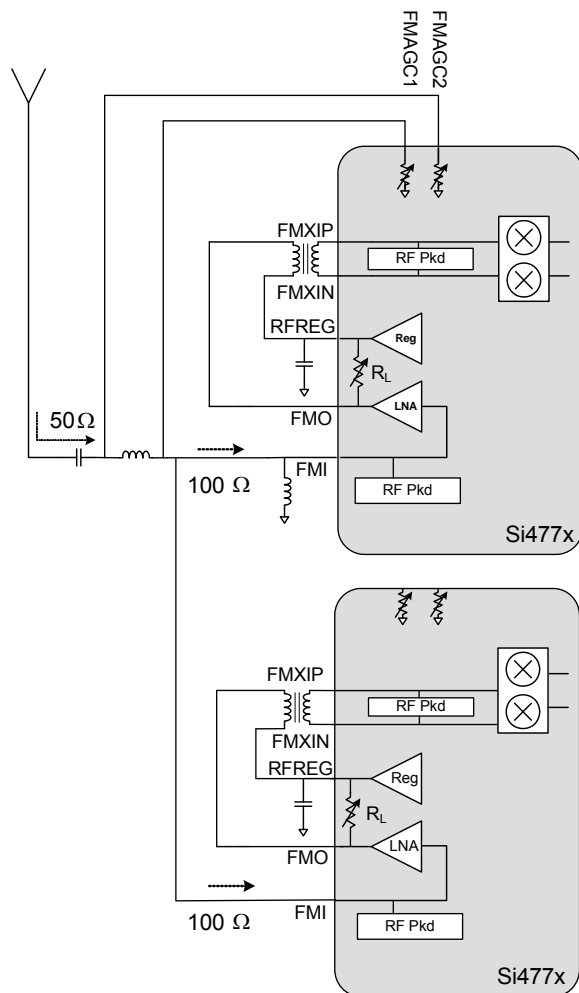 FMAGC1
FMAGC2
FMXIP
RF Pkd
FMXIN
RFREG
Reg
RL
50Ω
FMO
LNA
100 Ω
FMI
RF Pkd
Si477x
FMXIP
RF Pkd
FMXIN
RFREG
Reg
RL
FMO
LNA
100 Ω
FMI
RF Pkd
Si477x